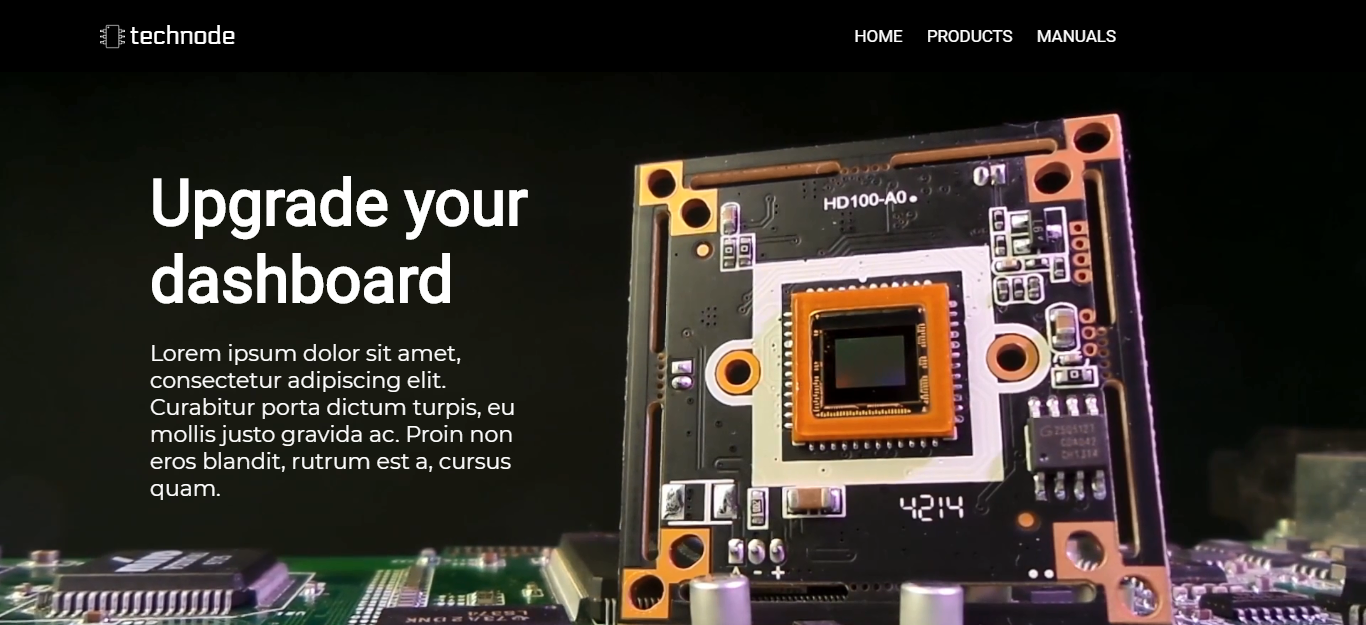 technode
HOME PRODUCTS MANUALS
Upgrade your
dashboard
Lorem ipsum dolor sit amet,
consectetur adipiscing elit.
Curabitur porta dictum turpis, eu
mollis justo gravida ac. Proin non
eros blandit, rutrum est a, cursus
quam.
HD100-A0
4214